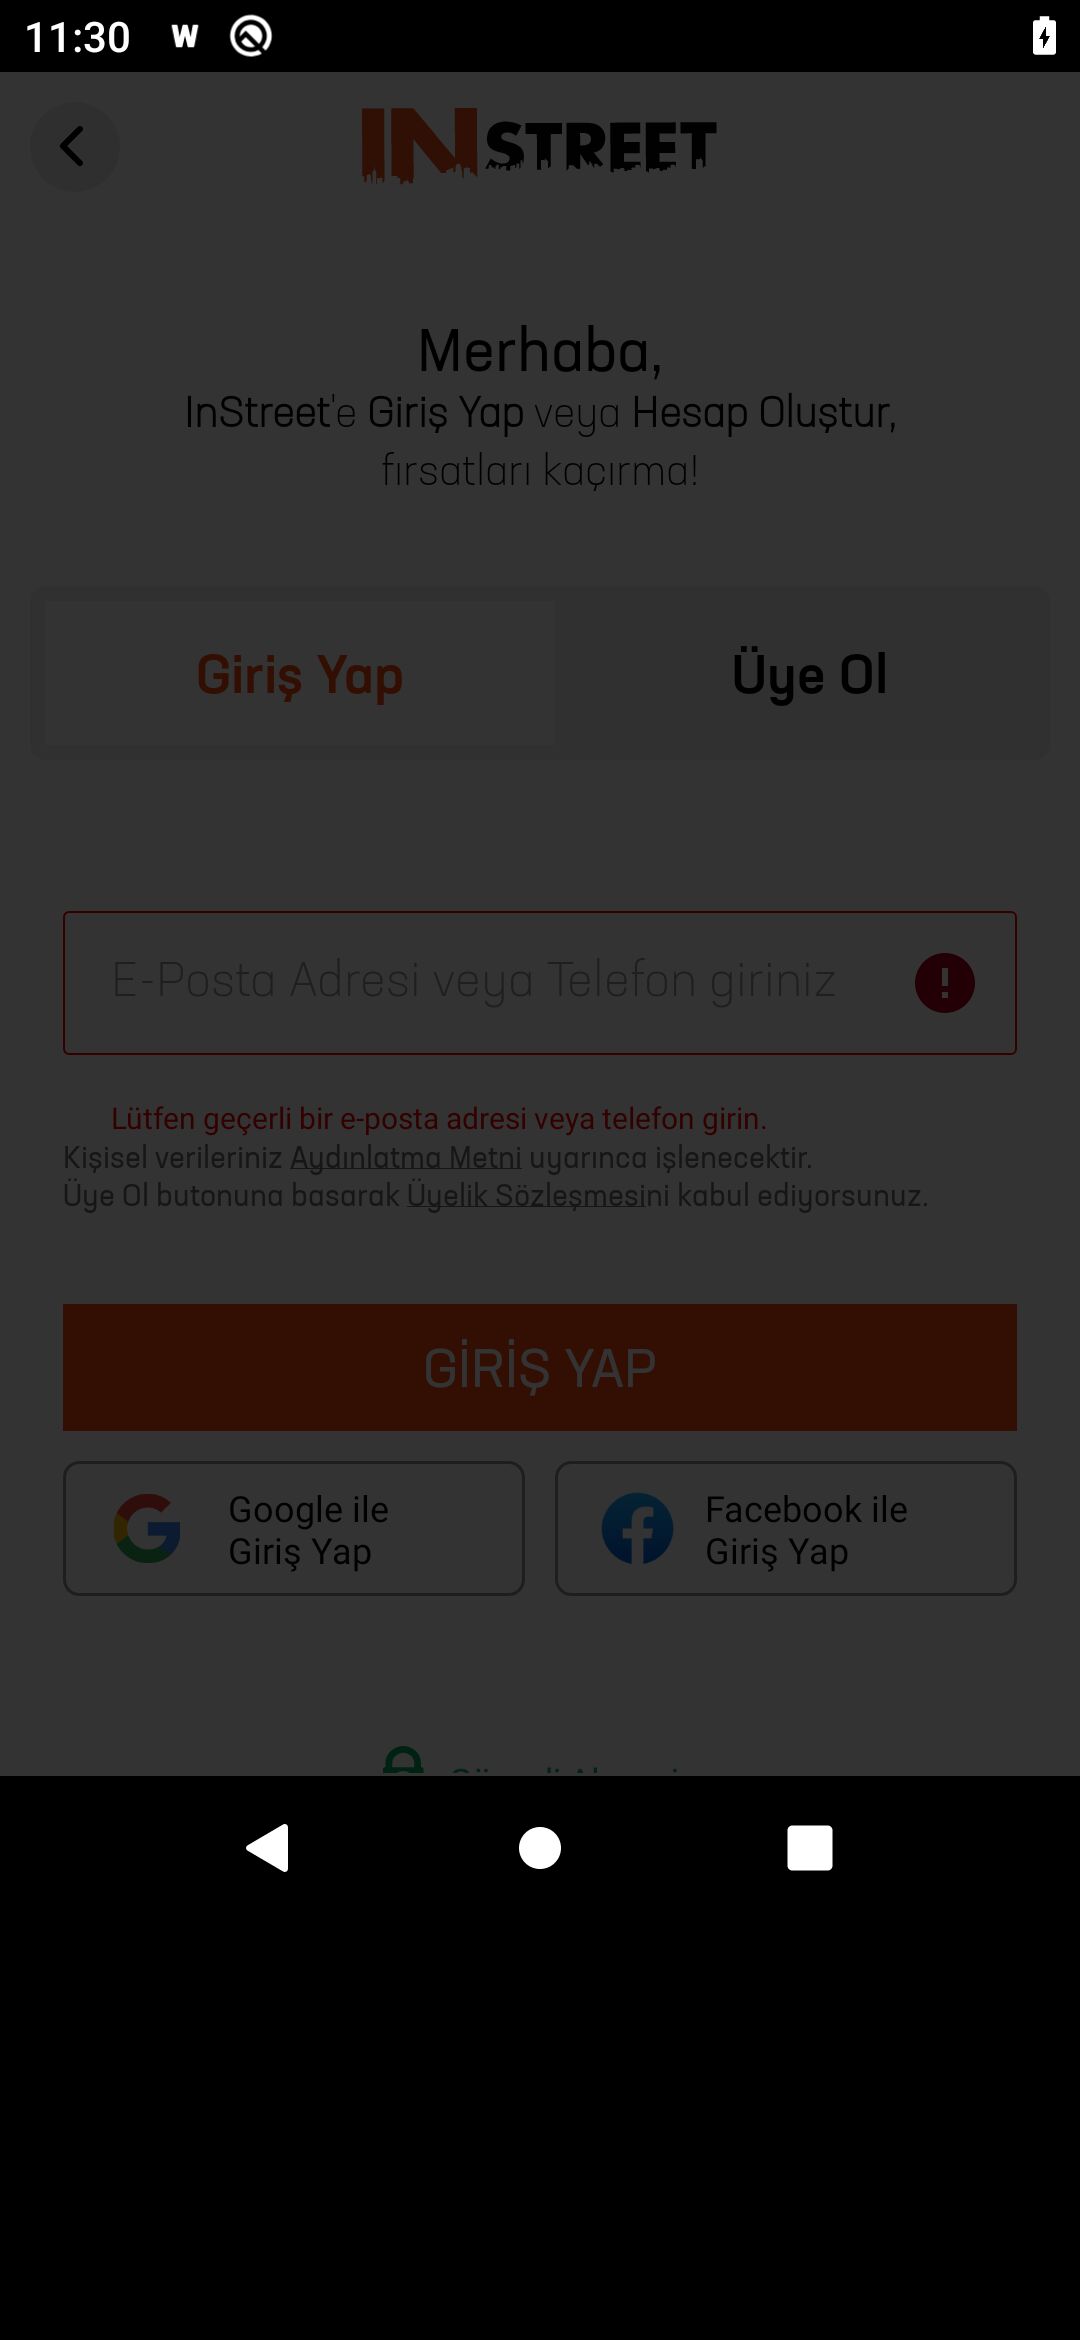 11:30
INSTREET
Merhaba,
InStreet'e Giriş Yap veya Hesap Oluştur,
fırsatları kaçırma!
Giriş Yap
Üye Ol
E-Posta Adresi veya Telefon giriniz
Lütfen geçerli bir e-posta adresi veya telefon girin.
Kişisel verileriniz Aydınlatma Metni uyarınca işlenecektir.
Üye Ol butonuna basarak Üyelik Sözleşmesini kabul ediyorsunuz.
GİRİŞ YAP
Google ile
Giriş Yap
Facebook ile
Giriş Yap